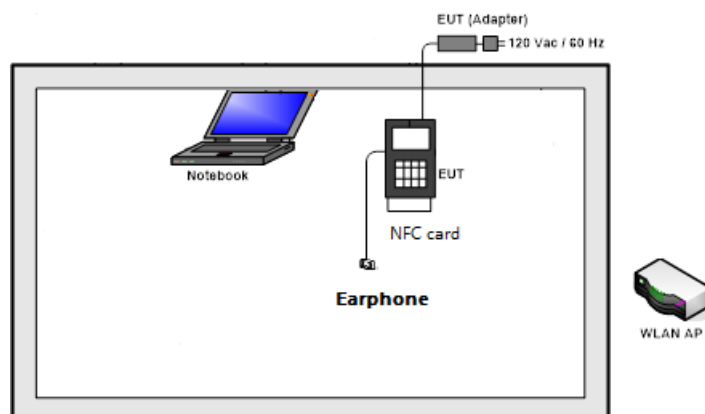 EUT (Adapter)
120 Vac / 60 Hz
Notebook
EUT
NFC card
Earphone
WLAN AP